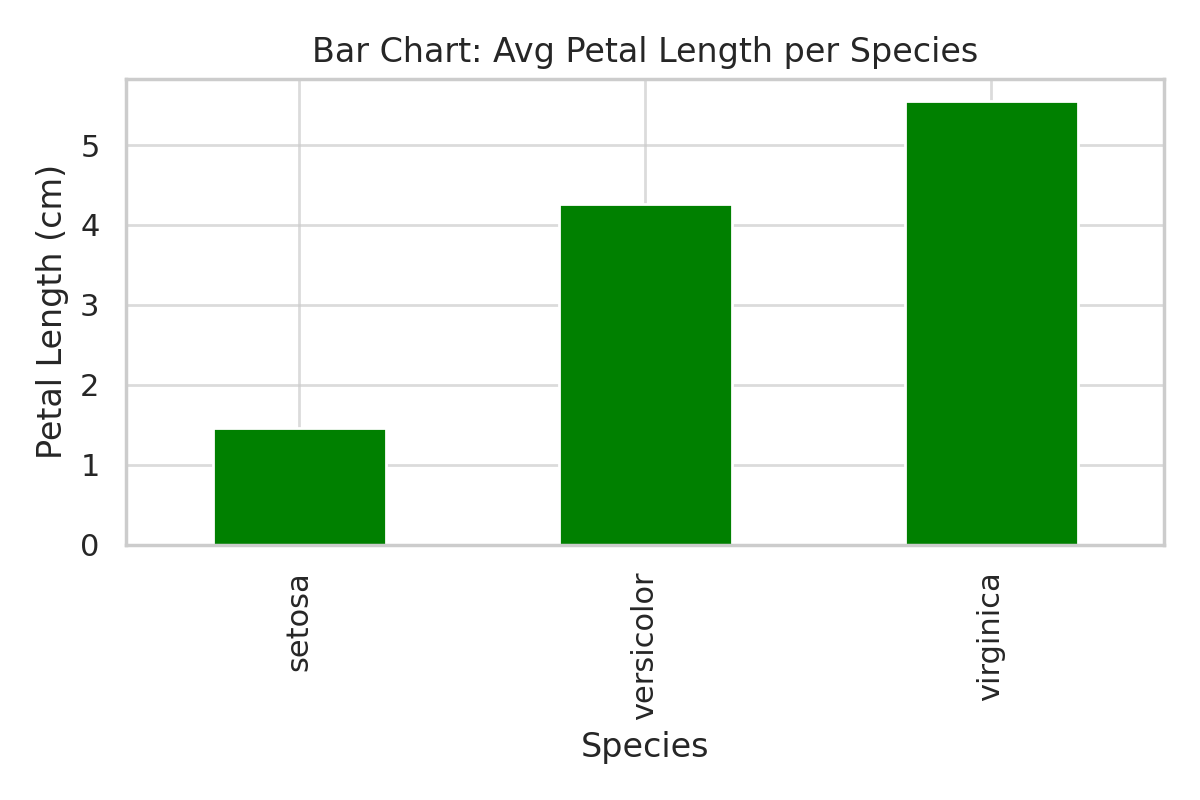 Bar Chart: Avg Petal Length per Species
Petal Length (cm)
5
4
3
2
1
0
setosa
versicolor
virginica
Species